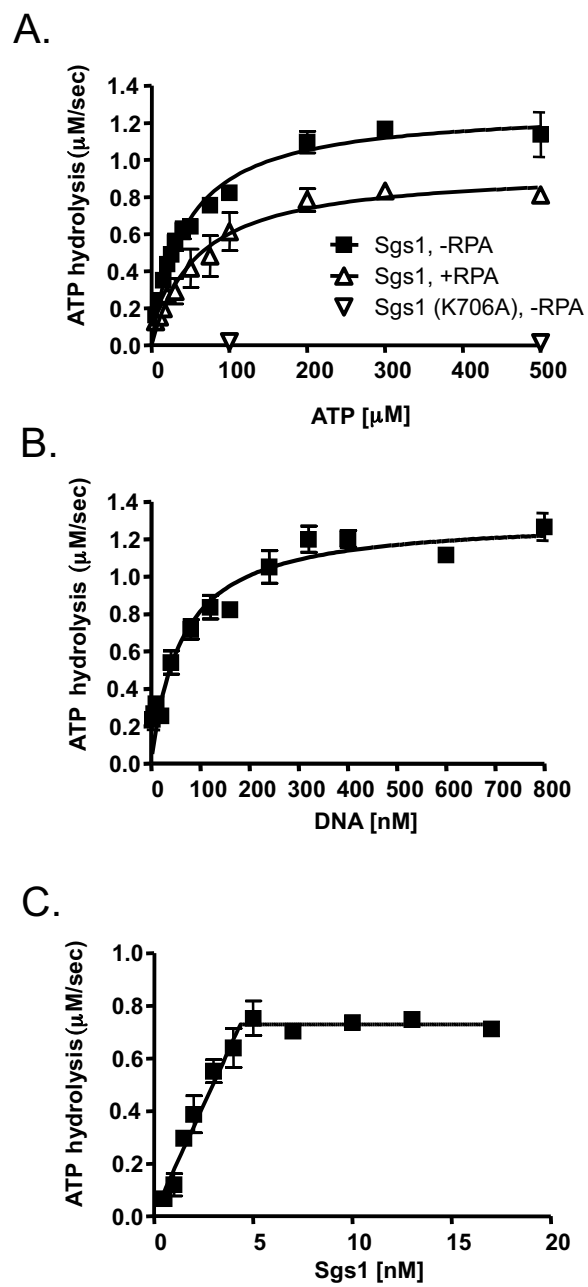 A.
ATP hydrolysis (μM/sec)
1.4
1.2
1.0
0.8
0.6
0.4
0.2
0.0
Sgs1, -RPA
Sgs1, +RPA
Sgs1 (K706A), -RPA
0 100 200 300 400 500
ATP [μM]
B.
ATP hydrolysis (μM/sec)
1.4
1.2
1.0
0.8
0.6
0.4
0.2
0.0
0 100 200 300 400 500 600 700 800
DNA [nM]
C.
ATP hydrolysis (μM/sec)
1.0
0.8
0.6
0.4
0.2
0.0
0 5 10 15 20
Sgs1 [nM]